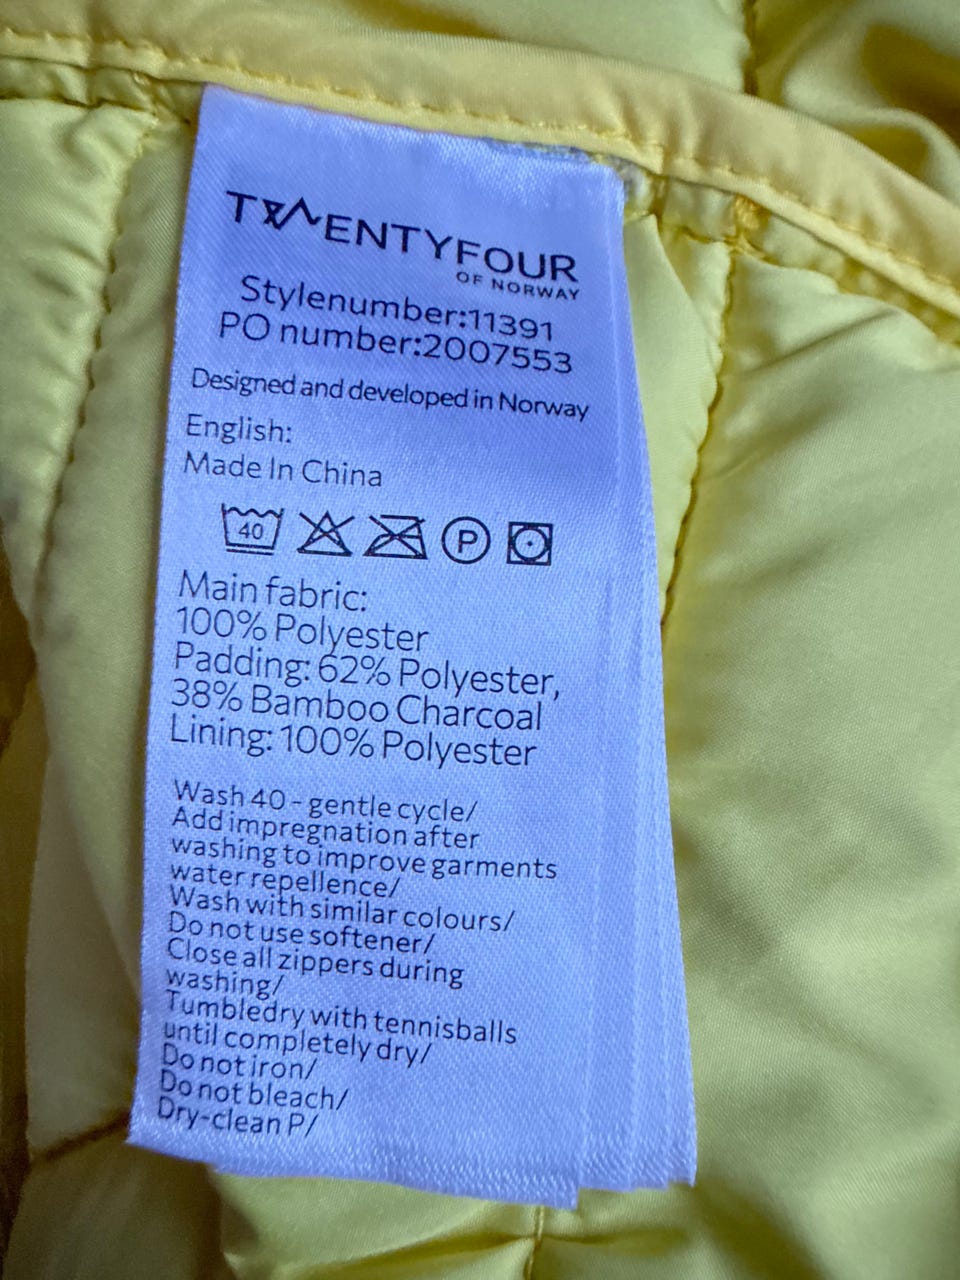 TWENTYFOUR
OF NORWAY
Stylenumber:11391
PO number:2007553
Designed and developed in Norway
English:
Made In China
40 P
Main fabric:
100% Polyester
Padding: 62% Polyester,
38% Bamboo Charcoal
Lining: 100% Polyester
Wash 40 - gentle cycle/
Add impregnation after
washing to improve garments
water repellence/
Wash with similar colours/
Do not use softener/
Close all zippers during
washing/
Tumbledry with tennisballs
until completely dry/
Do not iron/
Do not bleach/
Dry-clean P/